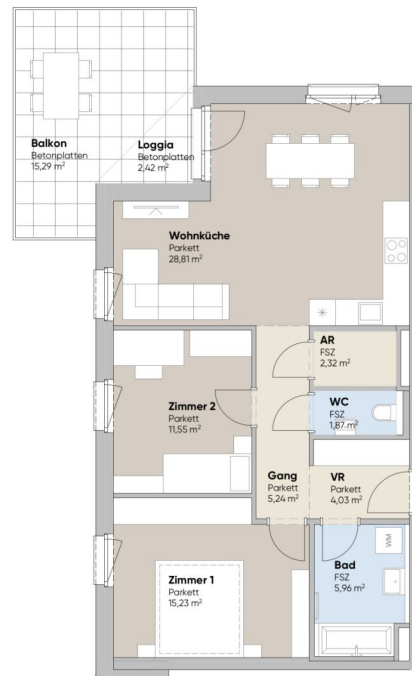 Balkon
Betonplatten
15,29 m²
Loggia
Betonplatten
2,42 m²
Wohnküche
Parkett
28,81 m²
AR
FSZ
2,32 m²
WC
FSZ
1,87 m²
Zimmer 2
Parkett
11,55 m²
Gang
Parkett
5,24 m²
VR
Parkett
4,03 m²
WM
Bad
FSZ
5,96 m²
Zimmer 1
Parkett
15,23 m²